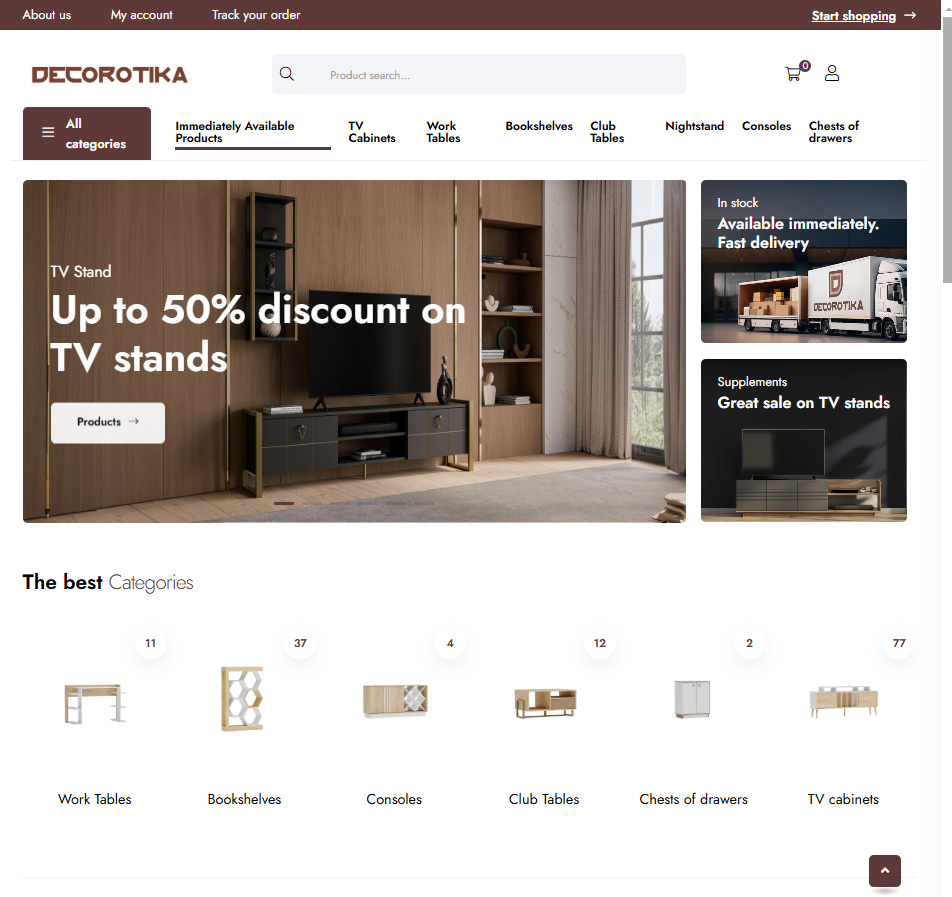 About us
My account
Track your order
Start shopping
DECOROTIKA
Product search...
0
All
categories
Immediately Available
Products
TV
Cabinets
Work
Tables
Bookshelves
Club
Tables
Nightstand
Consoles
Chests of
drawers
TV Stand
Up to 50% discount on
TV stands
Products
In stock
Available immediately.
Fast delivery
DECOROTIKA
Supplements
Great sale on TV stands
The best Categories
11
37
4
12
2
77
Work Tables
Bookshelves
Consoles
Club Tables
Chests of drawers
TV cabinets